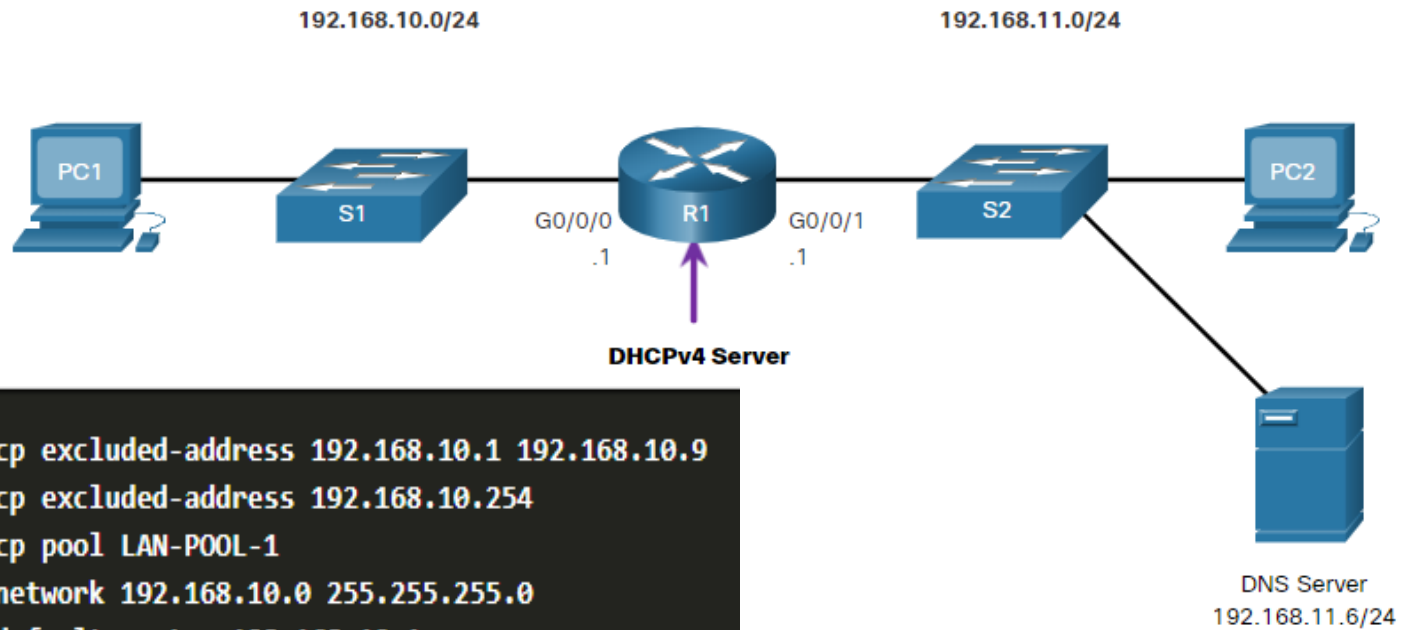 192.168.10.0/24
192.168.11.0/24
PC1
S1
G0/0/0
.1
R1
G0/0/1
.1
S2
PC2
DHCPv4 Server
cp excluded-address 192.168.10.1 192.168.10.9
cp excluded-address 192.168.10.254
cp pool LAN-POOL-1
network 192.168.10.0 255.255.255.0
DNS Server
192.168.11.6/24